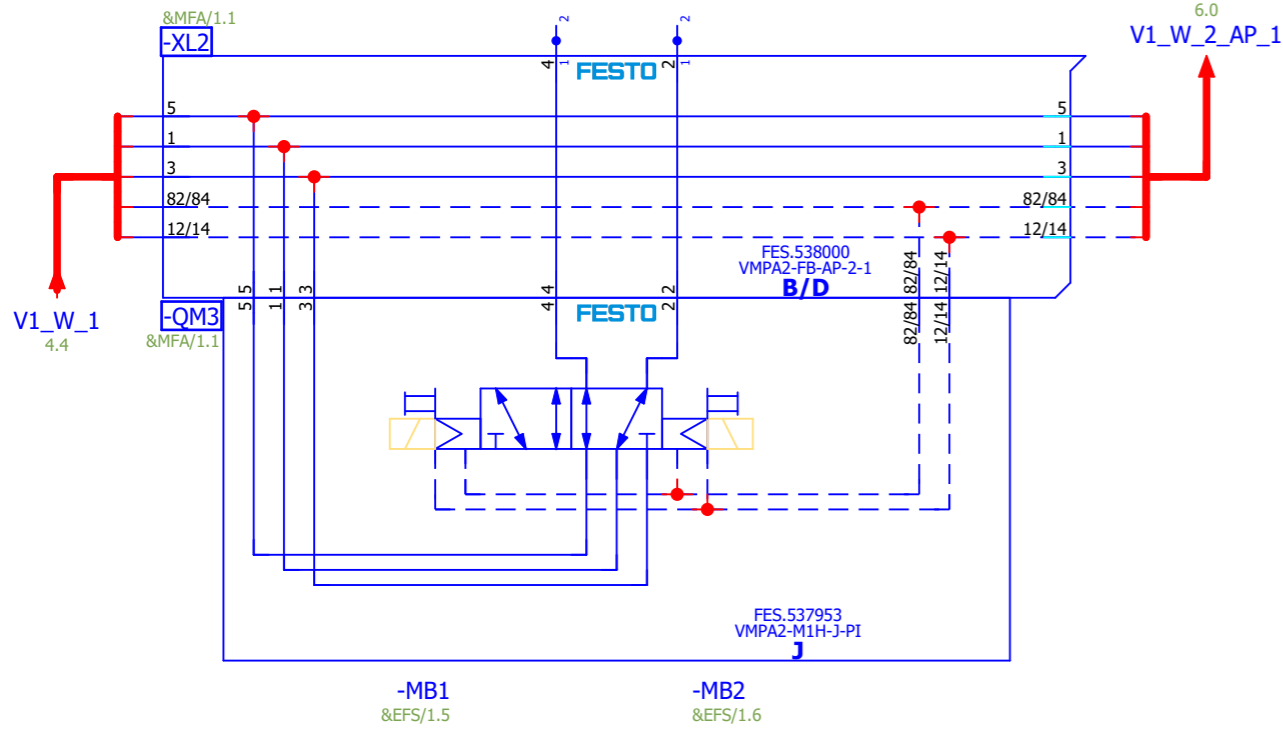 &MFA/1.1
-XL2
2
2
6.0
V1_W_2_AP_1
4
1
2
1
FESTO
5
5
1
1
3
3
82/84
82/84
12/14
12/14
FES.538000
VMPA2-FB-AP-2-1
B/D
82/84
12/14
5
1
3
4
2
V1_W_1
4.4
-QM3
&MFA/1.1
5
1
3
4
2
FESTO
82/84
12/14
FES.537953
VMPA2-M1H-J-PI
J
-MB1
-MB2
&EFS/1.5
&EFS/1.6